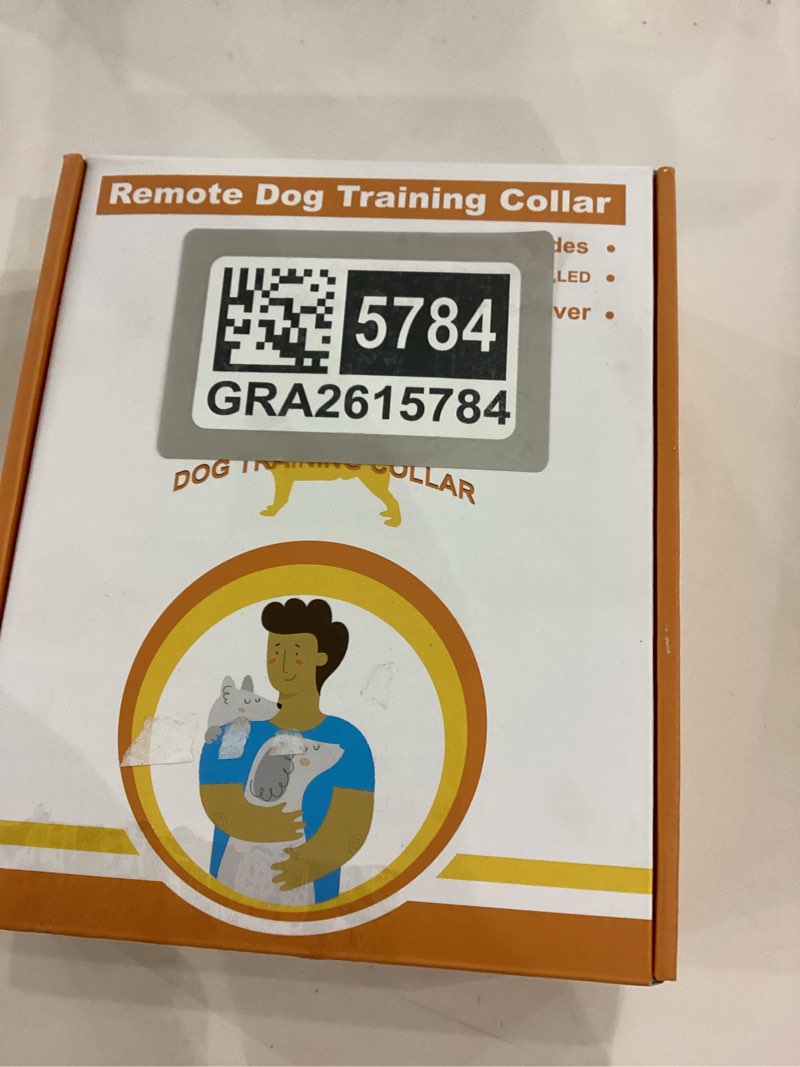 Remote Dog Training Collar
des •
LED •
ver •
5784
GRA2615784
DOG TRAINING COLLAR